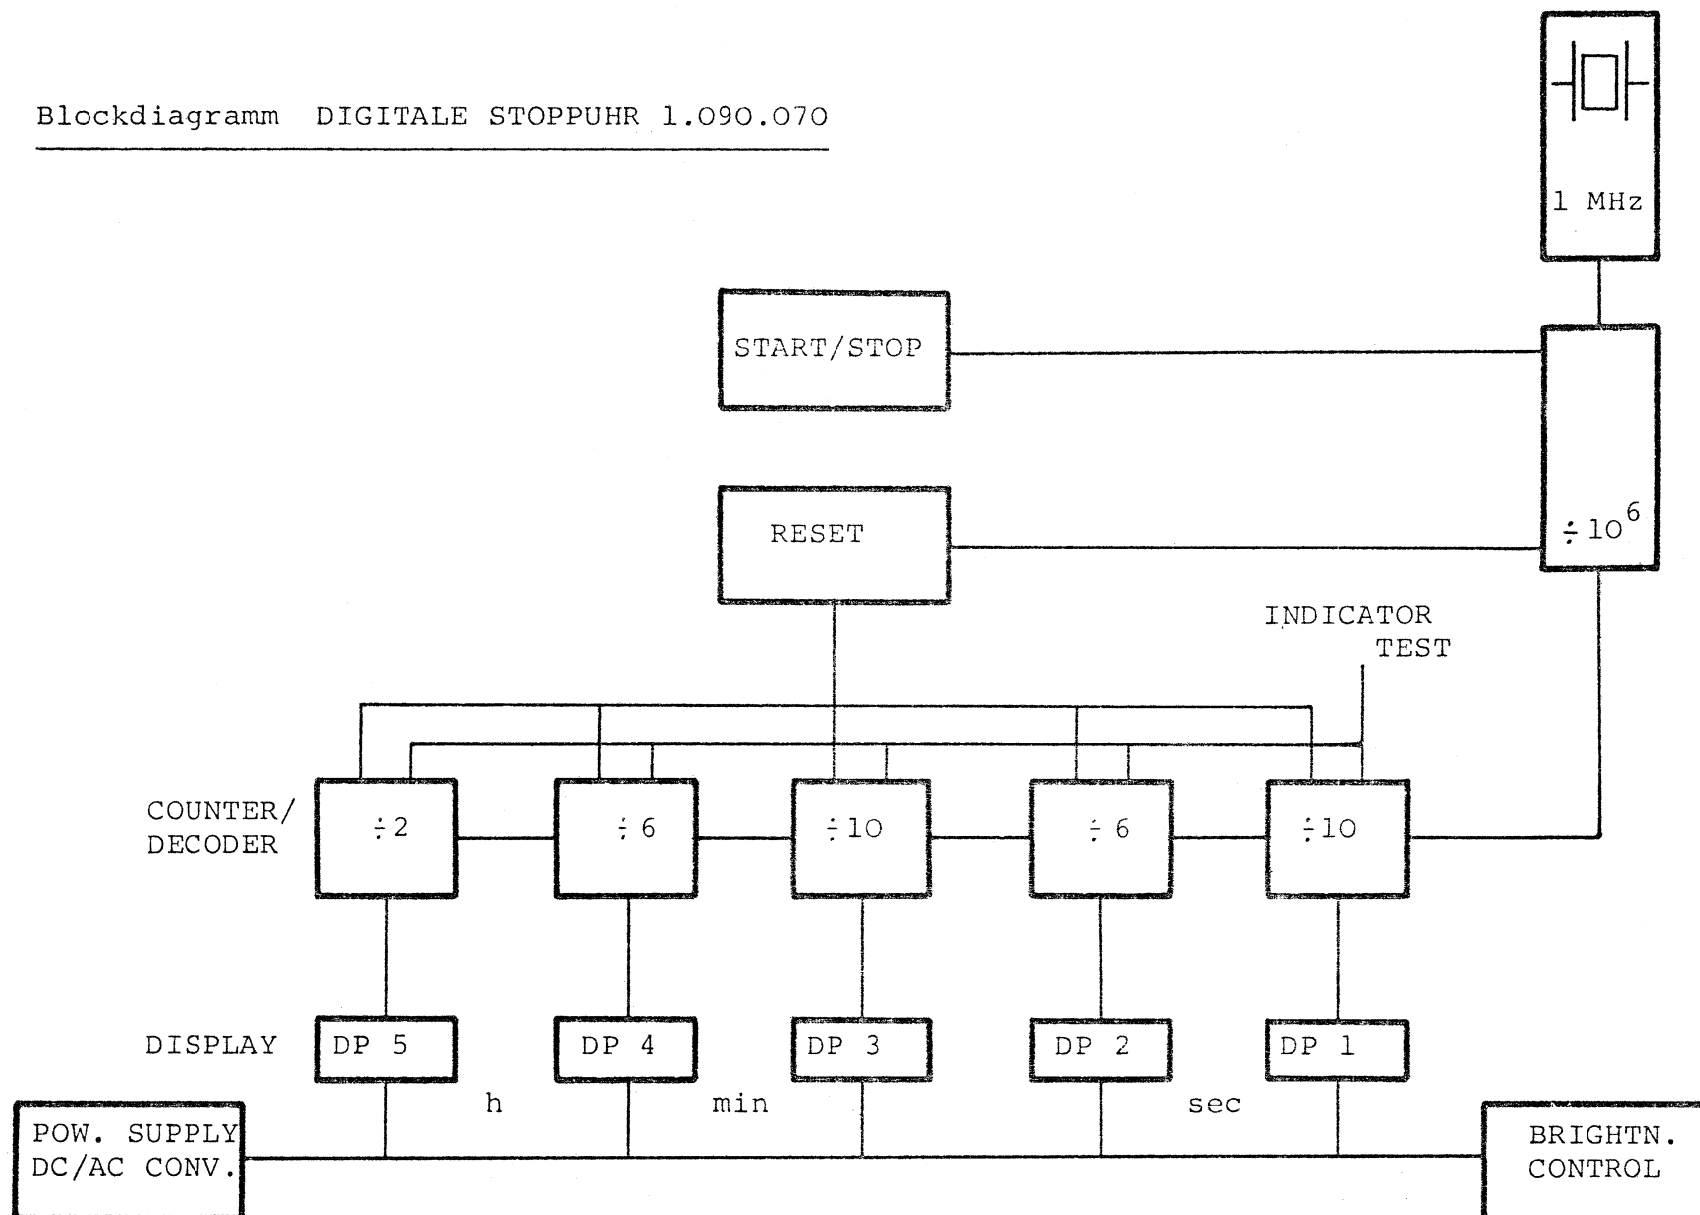 Blockdiagramm DIGITALE STOPPUHR 1.090.070
1 MHz
START/STOP
RESET
÷10⁶
INDICATOR
TEST
COUNTER/
DECODER
÷2
÷6
÷10
÷6
÷10
DISPLAY
DP 5
DP 4
DP 3
DP 2
DP 1
h
min
sec
POW. SUPPLY
DC/AC CONV.
BRIGHTN.
CONTROL